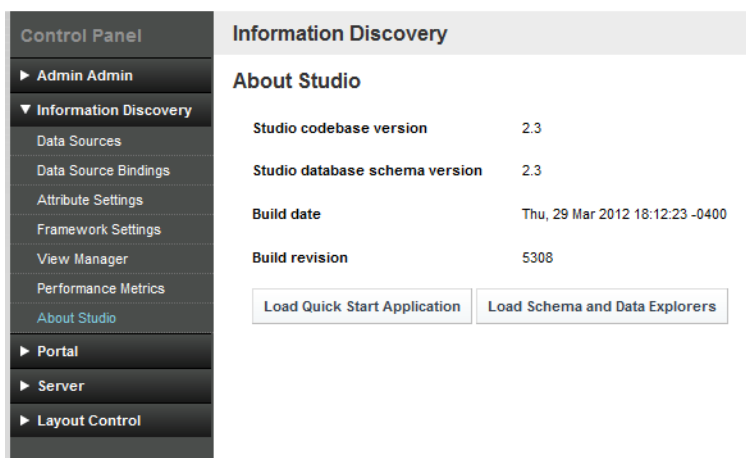 Control Panel
Admin Admin
Information Discovery
Data Sources
Data Source Bindings
Attribute Settings
Framework Settings
View Manager
Performance Metrics
About Studio
Portal
Server
Layout Control
Information Discovery
About Studio
Studio codebase version 2.3
Studio database schema version 2.3
Build date Thu, 29 Mar 2012 18:12:23 -0400
Build revision 5308
Load Quick Start Application Load Schema and Data Explorers